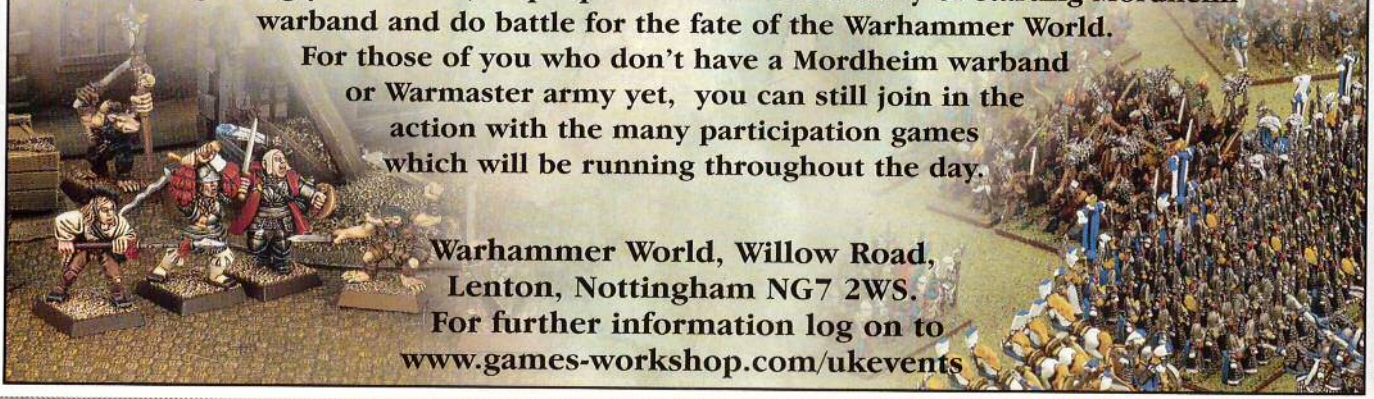 warband and do battle for the fate of the Warhammer World.
For those of you who don't have a Mordheim warband
or Warmaster army yet, you can still join in the
action with the many participation games
which will be running throughout the day.
Warhammer World, Willow Road,
Lenton, Nottingham NG7 2WS.
For further information log on to
www.games-workshop.com/ukevents